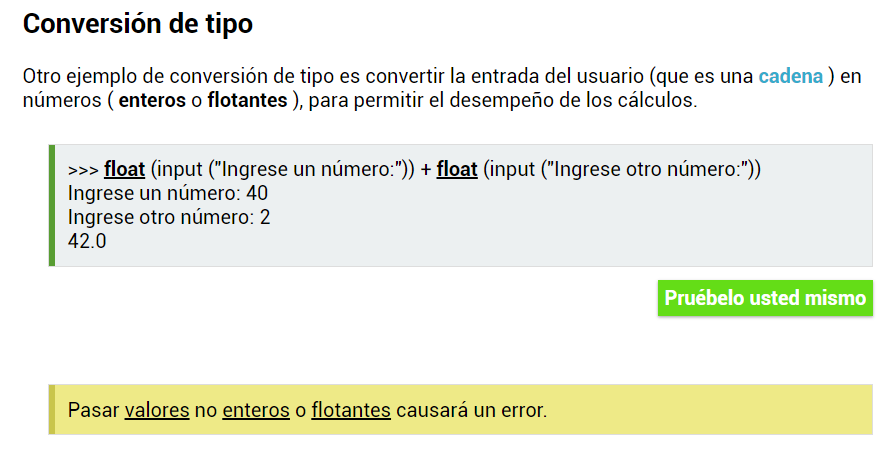 Conversión de tipo
Otro ejemplo de conversión de tipo es convertir la entrada del usuario (que es una cadena ) en
números ( enteros o flotantes ), para permitir el desempeño de los cálculos.
>>> float (input ("Ingrese un número:")) + float (input ("Ingrese otro número:"))
Ingrese un número: 40
Ingrese otro número: 2
42.0
Pruébelo usted mismo
Pasar valores no enteros o flotantes causará un error.